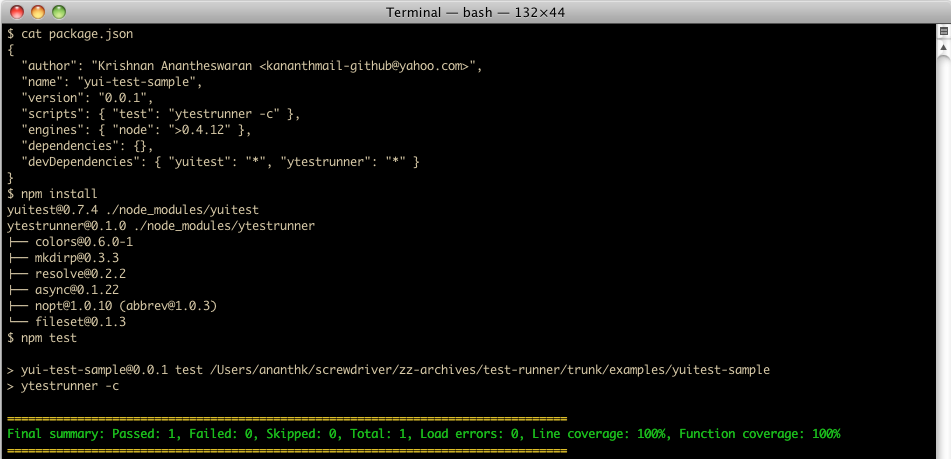 Terminal — bash — 132×44
$ cat package.json
{
  "author": "Krishnan Anantheswaran <kananthmail-github@yahoo.com>",
  "name": "yui-test-sample",
  "version": "0.0.1",
  "scripts": { "test": "ytestrunner -c" },
  "engines": { "node": ">0.4.12" },
  "dependencies": {},
  "devDependencies": { "yuitest": "*", "ytestrunner": "*" }
}
$ npm install
yuitest@0.7.4 ./node_modules/yuitest
ytestrunner@0.1.0 ./node_modules/ytestrunner
├── colors@0.6.0-1
├── mkdirp@0.3.3
├── resolve@0.2.2
├── async@0.1.22
├── nopt@1.0.10 (abbrev@1.0.3)
└── fileset@0.1.3
$ npm test
> yui-test-sample@0.0.1 test /Users/ananthk/screwdriver/zz-archives/test-runner/trunk/examples/yuitest-sample
> ytestrunner -c
================================================================================
Final summary: Passed: 1, Failed: 0, Skipped: 0, Total: 1, Load errors: 0, Line coverage: 100%, Function coverage: 100%
================================================================================